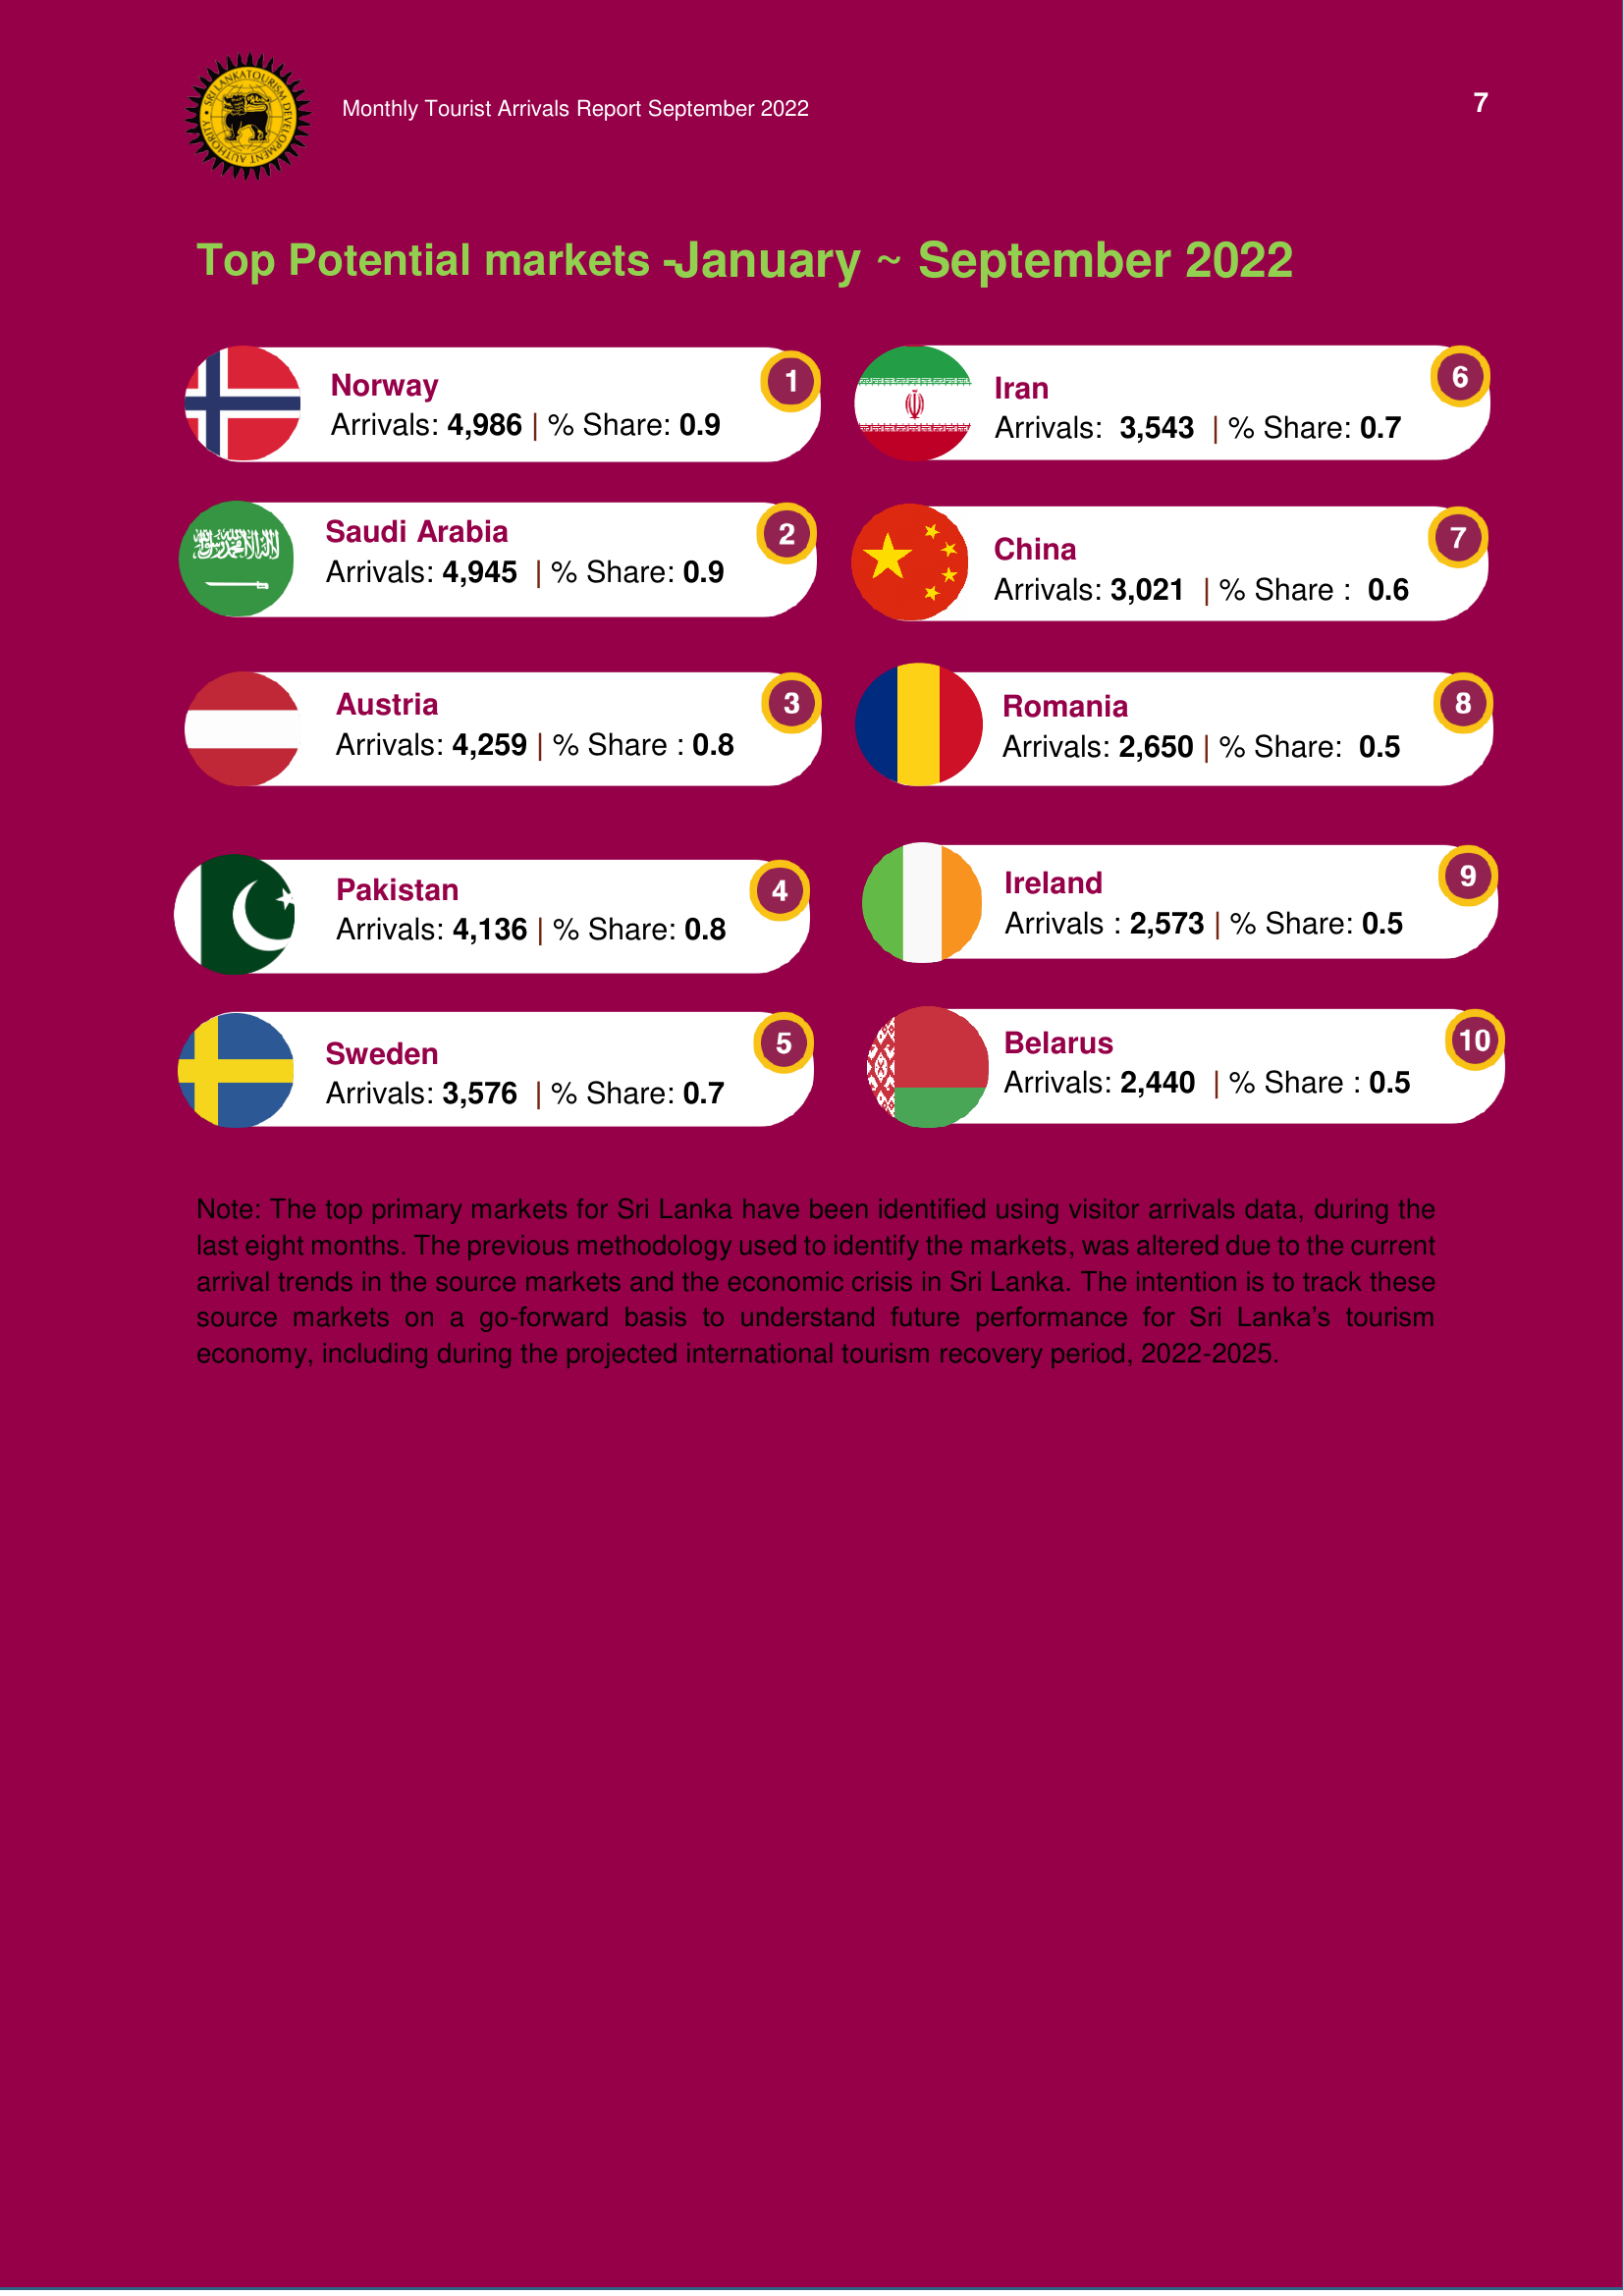 SRI LANKA TOURISM DEVELOPMENT AUTHORITY
Monthly Tourist Arrivals Report September 2022
7
Top Potential markets -January ~ September 2022
Norway
Arrivals: 4,986 | % Share: 0.9
1
Saudi Arabia
Arrivals: 4,945 | % Share: 0.9
2
Austria
Arrivals: 4,259 | % Share : 0.8
3
Pakistan
Arrivals: 4,136 | % Share: 0.8
4
Sweden
Arrivals: 3,576 | % Share: 0.7
5
Iran
Arrivals: 3,543 | % Share: 0.7
6
China
Arrivals: 3,021 | % Share : 0.6
7
Romania
Arrivals: 2,650 | % Share: 0.5
8
Ireland
Arrivals : 2,573 | % Share: 0.5
9
Belarus
Arrivals: 2,440 | % Share : 0.5
10
Note: The top primary markets for Sri Lanka have been identified using visitor arrivals data, during the
last eight months. The previous methodology used to identify the markets, was altered due to the current
arrival trends in the source markets and the economic crisis in Sri Lanka. The intention is to track these
source markets on a go-forward basis to understand future performance for Sri Lanka's tourism
economy, including during the projected international tourism recovery period, 2022-2025.